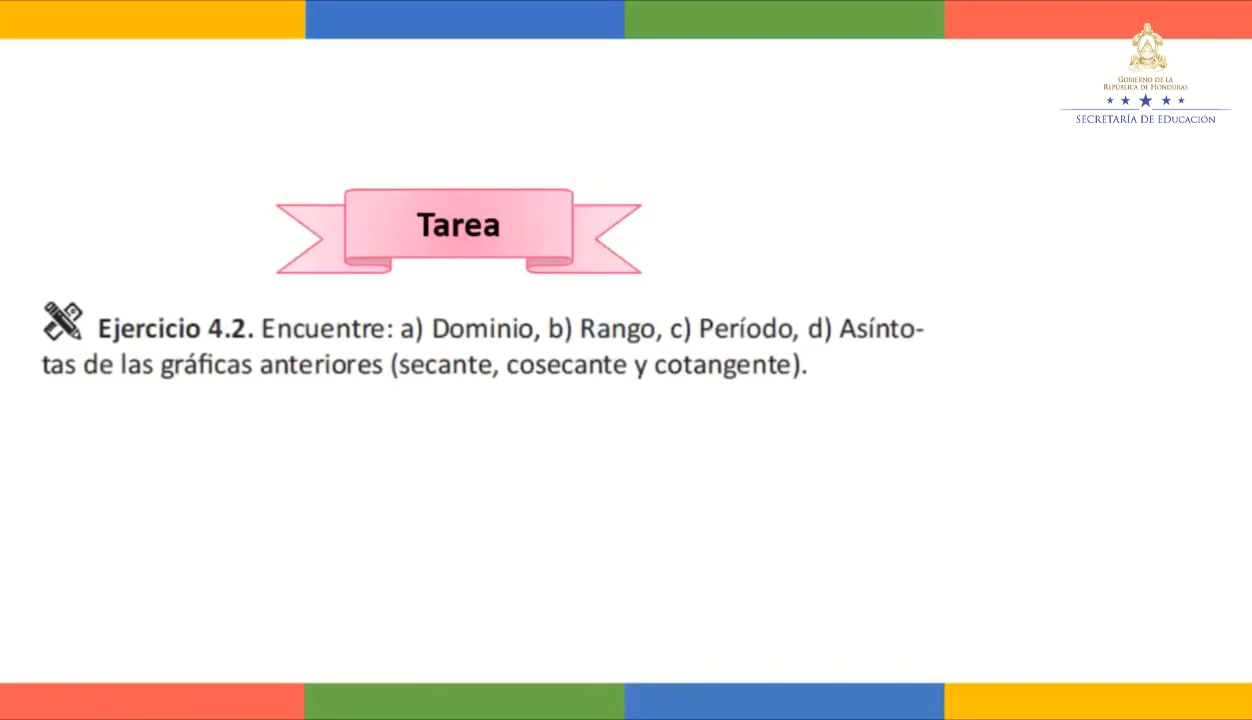 GOBIERNO DE LA
REPÚBLICA DE HONDURAS
SECRETARÍA DE EDUCACIÓN
Tarea
Ejercicio 4.2. Encuentre: a) Dominio, b) Rango, c) Período, d) Asínto-
tas de las gráficas anteriores (secante, cosecante y cotangente).